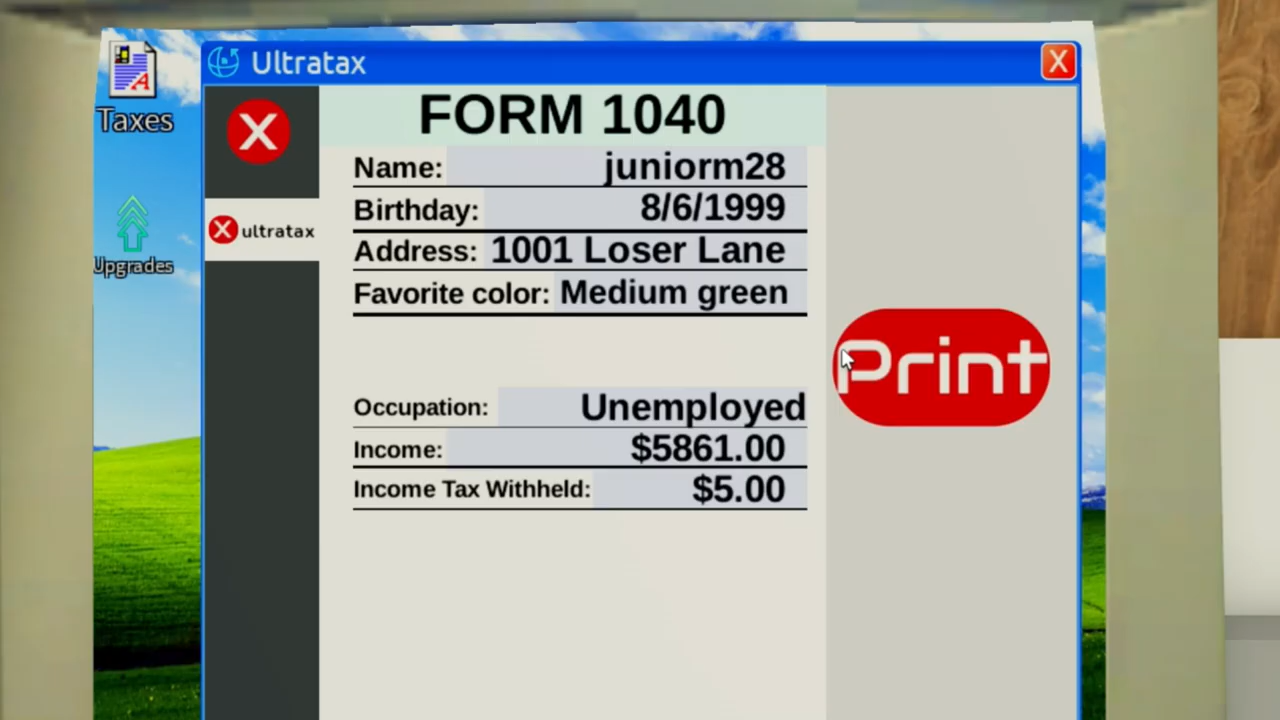 Ultratax
X
Taxes
FORM 1040
Name: juniorm28
Birthday: 8/6/1999
Upgrades
ultratax
Address: 1001 Loser Lane
Favorite color: Medium green
Print
Occupation: Unemployed
Income: $5861.00
Income Tax Withheld: $5.00